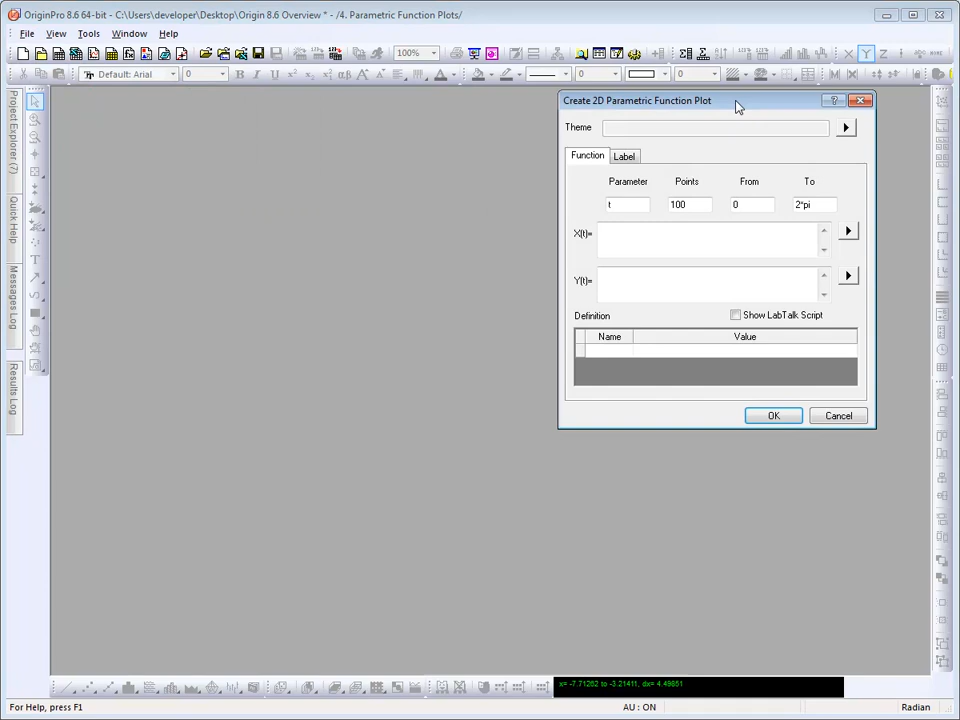 OriginPro 8.6 64-bit - C:\Users\developer\Desktop\Origin 8.6 Overview * - /4. Parametric Function Plots/
File View Tools Window Help
100%
Default: Arial 0 B I U 0 0
Project Explorer (7)
Quick Help
Messages Log
Results Log
Create 2D Parametric Function Plot
Theme
Function Label
Parameter Points From To
t 100 0 2*pi
X(t)=
Y(t)=
Definition Show LabTalk Script
Name Value
OK Cancel
x= -7.71262 to -3.21411, dx= 4.49851
For Help, press F1 AU : ON Radian